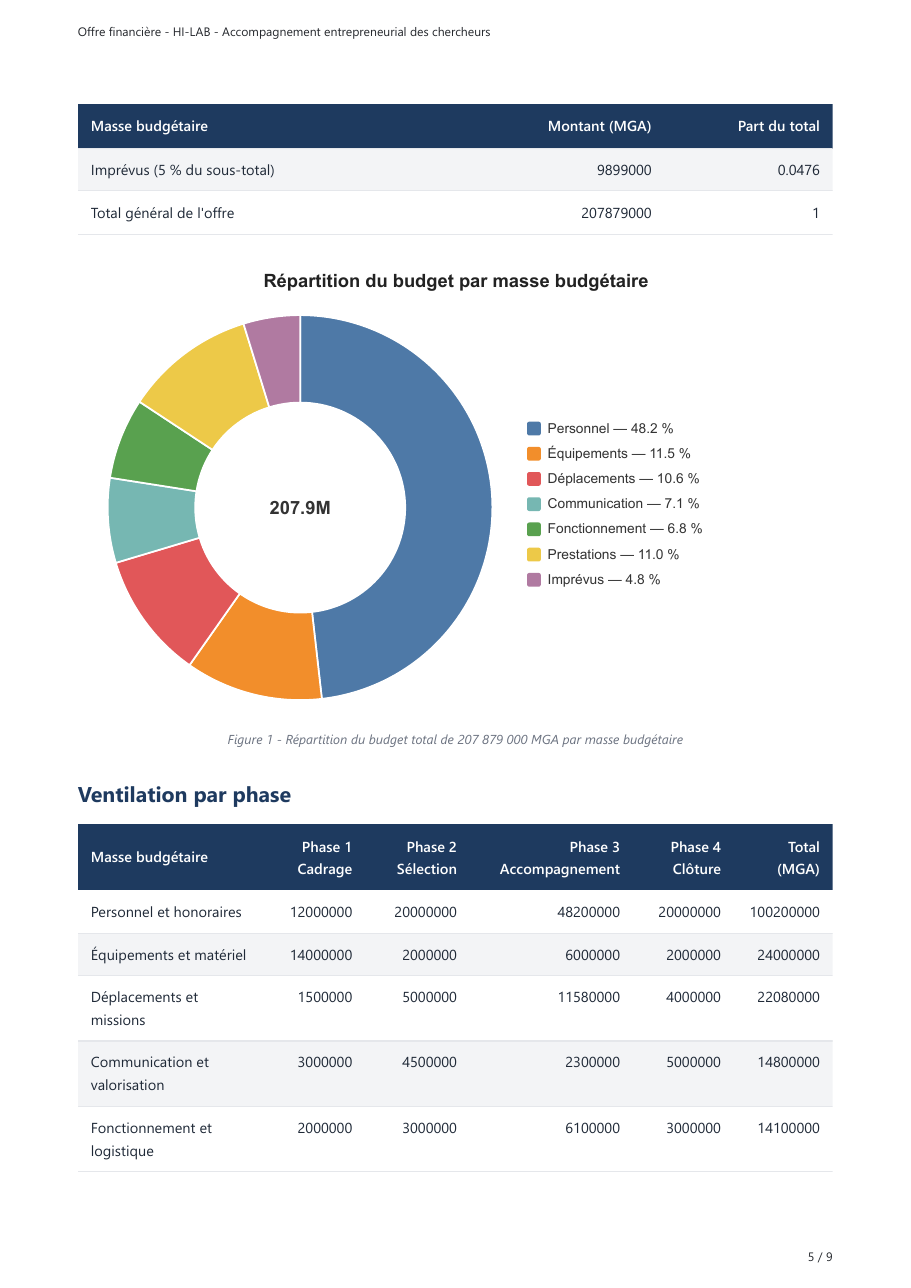 Offre financière - HI-LAB - Accompagnement entrepreneurial des chercheurs
Masse budgétaire Montant (MGA) Part du total
Imprévus (5 % du sous-total) 9899000 0.0476
Total général de l'offre 207879000 1
Répartition du budget par masse budgétaire
207.9M
Personnel — 48.2 %
Équipements — 11.5 %
Déplacements — 10.6 %
Communication — 7.1 %
Fonctionnement — 6.8 %
Prestations — 11.0 %
Imprévus — 4.8 %
Figure 1 - Répartition du budget total de 207 879 000 MGA par masse budgétaire
Ventilation par phase
Masse budgétaire Phase 1 Phase 2 Phase 3 Phase 4 Total
Cadrage Sélection Accompagnement Clôture (MGA)
Personnel et honoraires 12000000 20000000 48200000 20000000 100200000
Équipements et matériel 14000000 2000000 6000000 2000000 24000000
Déplacements et 1500000 5000000 11580000 4000000 22080000
missions
Communication et 3000000 4500000 2300000 5000000 14800000
valorisation
Fonctionnement et 2000000 3000000 6100000 3000000 14100000
logistique
5 / 9